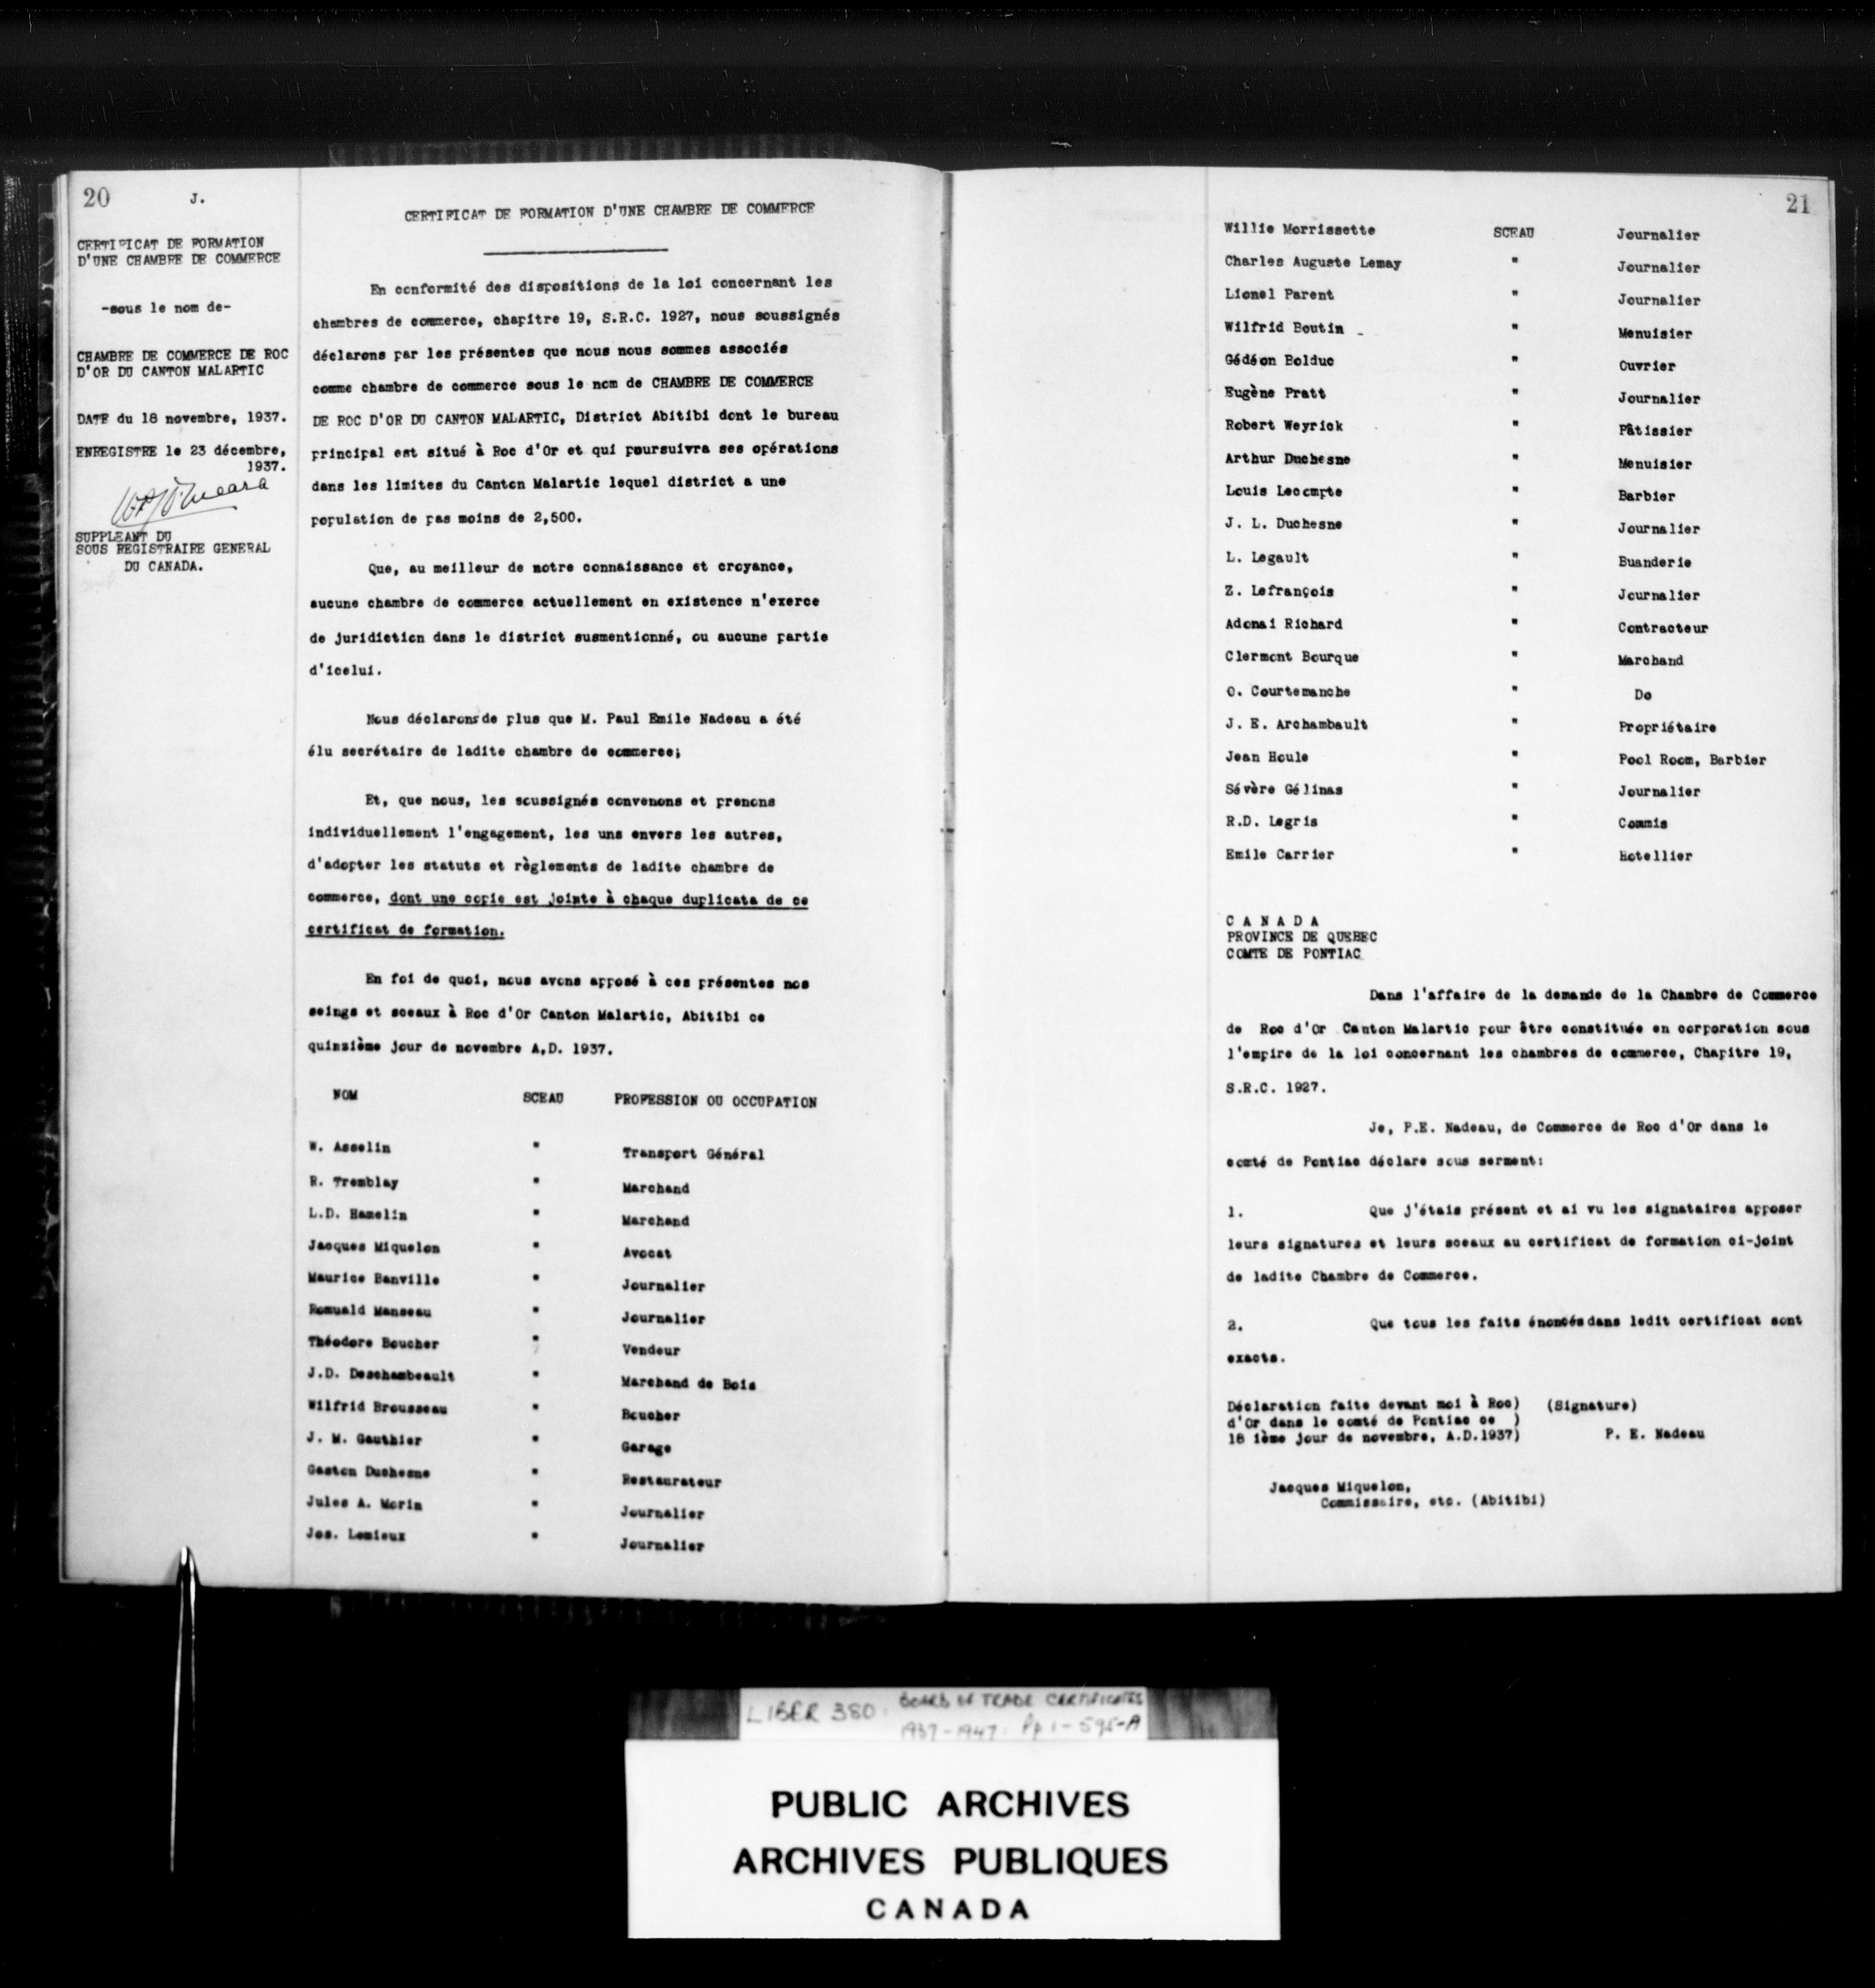 20
J.
CERTIFICAT DE FORMATION
D'UNE CHAMBRE DE COMMERCE
-sous le nom de-
CHAMBRE DE COMMERCE DE ROC
D'OR DU CANTON MALARTIC
DATE du 18 novembre, 1937.
ENREGISTRE le 23 décembre,
1937.
SUPPLEANT DU
SOUS REGISTRAIRE GENERAL
DU CANADA.
CERTIFICAT DE FORMATION D'UNE CHAMBRE DE COMMERCE
En conformité des dispositions de la loi concernant les
chambres de commerce, chapitre 19, S.R.C. 1927, nous soussignés
déclarons par les présentes que nous nous sommes associés
comme chambre de commerce sous le nom de CHAMBRE DE COMMERCE
DE ROC D'OR DU CANTON MALARTIC, District Abitibi dont le bureau
principal est situé à Roc d'Or et qui poursuivra ses opérations
dans les limites du Canton Malartic lequel district a une
population de pas moins de 2,500.
Que, au meilleur de notre connaissance et croyance,
aucune chambre de commerce actuellement en existence n'exerce
de juridiction dans le district susmentionné, ou aucune partie
d'icelui.
Nous déclarons de plus que M. Paul Emile Nadeau a été
élu secrétaire de ladite chambre de commerce;
Et, que nous, les soussignés convenons et prenons
individuellement l'engagement, les uns envers les autres,
d'adopter les statuts et règlements de ladite chambre de
commerce, dont une copie est jointe à chaque duplicata de ce
certificat de formation.
En foi de quoi, nous avons apposé à ces présentes nos
seings et sceaux à Roc d'Or Canton Malartic, Abitibi ce
quinzième jour de novembre A.D. 1937.
NOM SCEAU PROFESSION OU OCCUPATION
W. Asselin " Transport Général
R. Tremblay " Marchand
L.D. Hamelin " Marchand
Jacques Miquelon " Avocat
Maurice Banville " Journalier
Romuald Manseau " Journalier
Théodore Boucher " Vendeur
J.D. Deschambeault " Marchand de Bois
Wilfrid Brousseau " Boucher
J. M. Gauthier " Garage
Gaston Duchesne " Restaurateur
Jules A. Morin " Journalier
Jos. Lemieux " Journalier
21
Willie Morrissette SCEAU Journalier
Charles Auguste Lemay " Journalier
Lionel Parent " Journalier
Wilfrid Boutin " Menuisier
Gédéon Bolduc " Ouvrier
Eugène Pratt " Journalier
Robert Weyrick " Pâtissier
Arthur Duchesne " Menuisier
Louis Lecompte " Barbier
J. L. Duchesne " Journalier
L. Legault " Buanderie
Z. Lefrançois " Journalier
Adonai Richard " Contracteur
Clermont Bourque " Marchand
O. Courtemanche " Do
J. E. Archambault " Propriétaire
Jean Houle " Pool Room, Barbier
Sévère Gélinas " Journalier
R.D. Legris " Commis
Emile Carrier " Hotellier
C A N A D A
PROVINCE DE QUEBEC
COMTE DE PONTIAC
Dans l'affaire de la demande de la Chambre de Commerce
de Roc d'Or Canton Malartic pour être constituée en corporation sous
l'empire de la loi concernant les chambres de commerce, Chapitre 19,
S.R.C. 1927.
Je, P.E. Nadeau, de Commerce de Roc d'Or dans le
comté de Pontiac déclare sous serment:
1. Que j'étais présent et ai vu les signataires apposer
leurs signatures et leurs sceaux au certificat de formation ci-joint
de ladite Chambre de Commerce.
2. Que tous les faits énoncés dans ledit certificat sont
exacts.
Déclaration faite devant moi à Roc) (Signature)
d'Or dans le comté de Pontiac ce )
18 ième jour de novembre, A.D.1937) P. E. Nadeau
Jacques Miquelon,
Commissaire, etc. (Abitibi)
LIBER 380: BOARD OF TRADE CERTIFICATES
1937-1947: Pp 1-595-A
PUBLIC ARCHIVES
ARCHIVES PUBLIQUES
CANADA